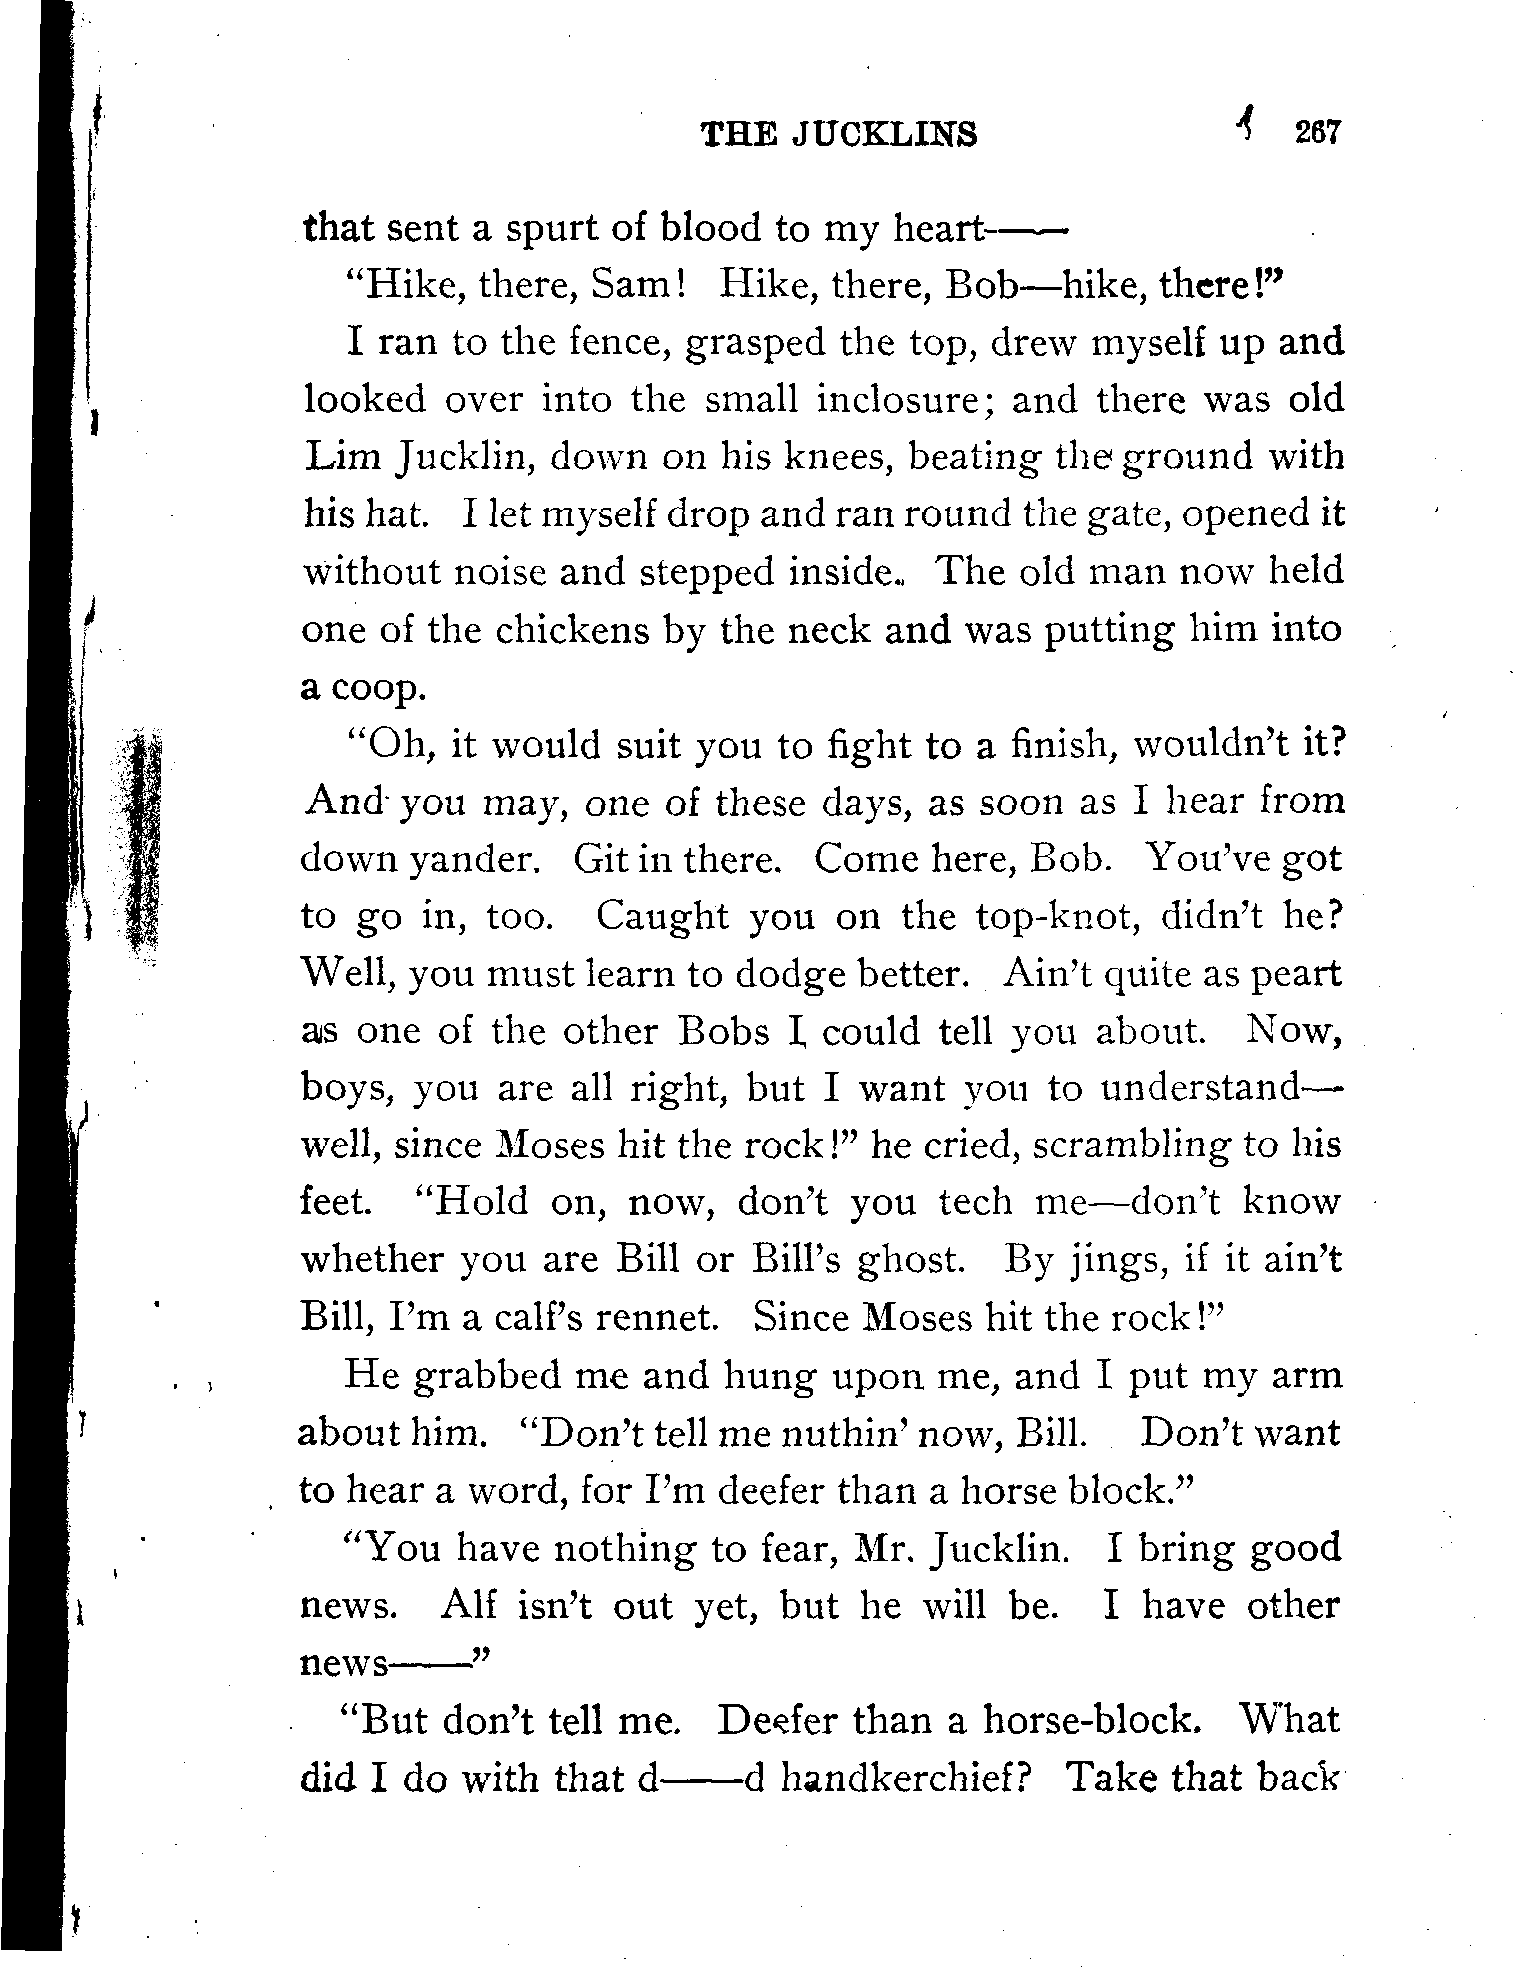 THE JUCKLINS 267
that sent a spurt of blood to my heart——
"Hike, there, Sam! Hike, there, Bob—hike, there!"
I ran to the fence, grasped the top, drew myself up and
looked over into the small inclosure; and there was old
Lim Jucklin, down on his knees, beating the ground with
his hat. I let myself drop and ran round the gate, opened it
without noise and stepped inside. The old man now held
one of the chickens by the neck and was putting him into
a coop.
"Oh, it would suit you to fight to a finish, wouldn't it?
And you may, one of these days, as soon as I hear from
down yander. Git in there. Come here, Bob. You've got
to go in, too. Caught you on the top-knot, didn't he?
Well, you must learn to dodge better. Ain't quite as peart
as one of the other Bobs I could tell you about. Now,
boys, you are all right, but I want you to understand—
well, since Moses hit the rock!" he cried, scrambling to his
feet. "Hold on, now, don't you tech me—don't know
whether you are Bill or Bill's ghost. By jings, if it ain't
Bill, I'm a calf's rennet. Since Moses hit the rock!"
He grabbed me and hung upon me, and I put my arm
about him. "Don't tell me nuthin' now, Bill. Don't want
to hear a word, for I'm deefer than a horse block."
"You have nothing to fear, Mr. Jucklin. I bring good
news. Alf isn't out yet, but he will be. I have other
news——"
"But don't tell me. Deefer than a horse-block. What
did I do with that d——d handkerchief? Take that back